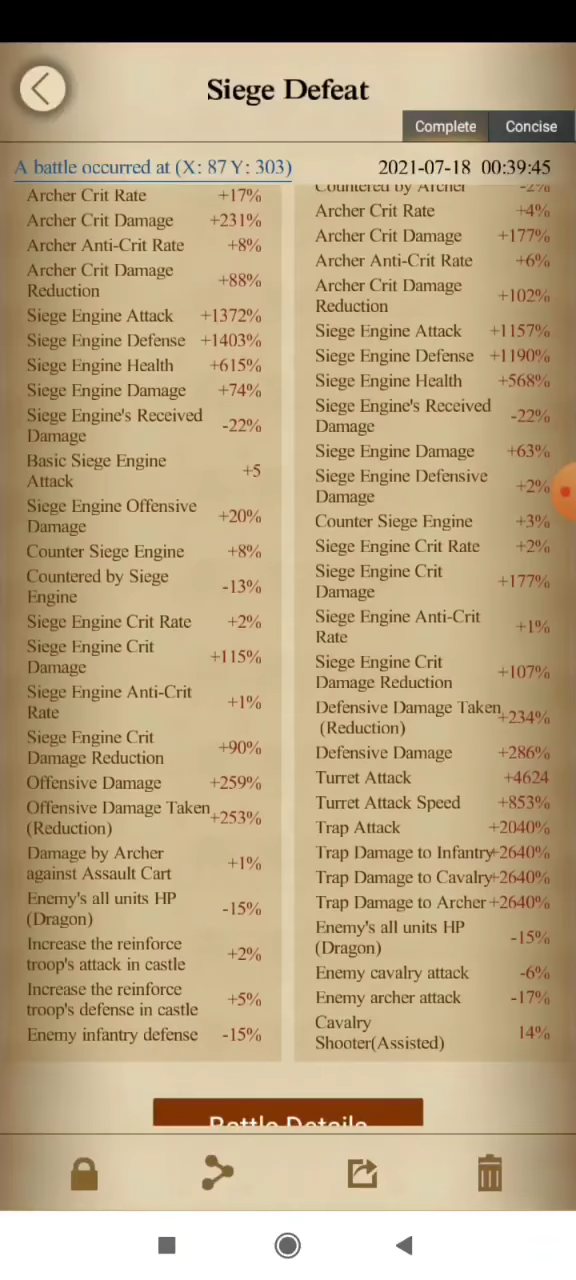 Siege Defeat
Complete
Concise
A battle occurred at (X: 87 Y: 303)
2021-07-18 00:39:45
Archer Crit Rate +17%
Archer Crit Damage +231%
Archer Anti-Crit Rate +8%
Archer Crit Damage
Reduction +88%
Siege Engine Attack +1372%
Siege Engine Defense +1403%
Siege Engine Health +615%
Siege Engine Damage +74%
Siege Engine's Received
Damage -22%
Basic Siege Engine
Attack +5
Siege Engine Offensive
Damage +20%
Counter Siege Engine +8%
Countered by Siege
Engine -13%
Siege Engine Crit Rate +2%
Siege Engine Crit
Damage +115%
Siege Engine Anti-Crit
Rate +1%
Siege Engine Crit
Damage Reduction +90%
Offensive Damage +259%
Offensive Damage Taken
(Reduction) +253%
Damage by Archer
against Assault Cart +1%
Enemy's all units HP
(Dragon) -15%
Increase the reinforce
troop's attack in castle +2%
Increase the reinforce
troop's defense in castle +5%
Enemy infantry defense -15%
Countered by Archer -2%
Archer Crit Rate +4%
Archer Crit Damage +177%
Archer Anti-Crit Rate +6%
Archer Crit Damage
Reduction +102%
Siege Engine Attack +1157%
Siege Engine Defense +1190%
Siege Engine Health +568%
Siege Engine's Received
Damage -22%
Siege Engine Damage +63%
Siege Engine Defensive
Damage +2%
Counter Siege Engine +3%
Siege Engine Crit Rate +2%
Siege Engine Crit
Damage +177%
Siege Engine Anti-Crit
Rate +1%
Siege Engine Crit
Damage Reduction +107%
Defensive Damage Taken
(Reduction) +234%
Defensive Damage +286%
Turret Attack +4624
Turret Attack Speed +853%
Trap Attack +2040%
Trap Damage to Infantry +2640%
Trap Damage to Cavalry +2640%
Trap Damage to Archer +2640%
Enemy's all units HP
(Dragon) -15%
Enemy cavalry attack -6%
Enemy archer attack -17%
Cavalry
Shooter(Assisted) 14%
Battle Details